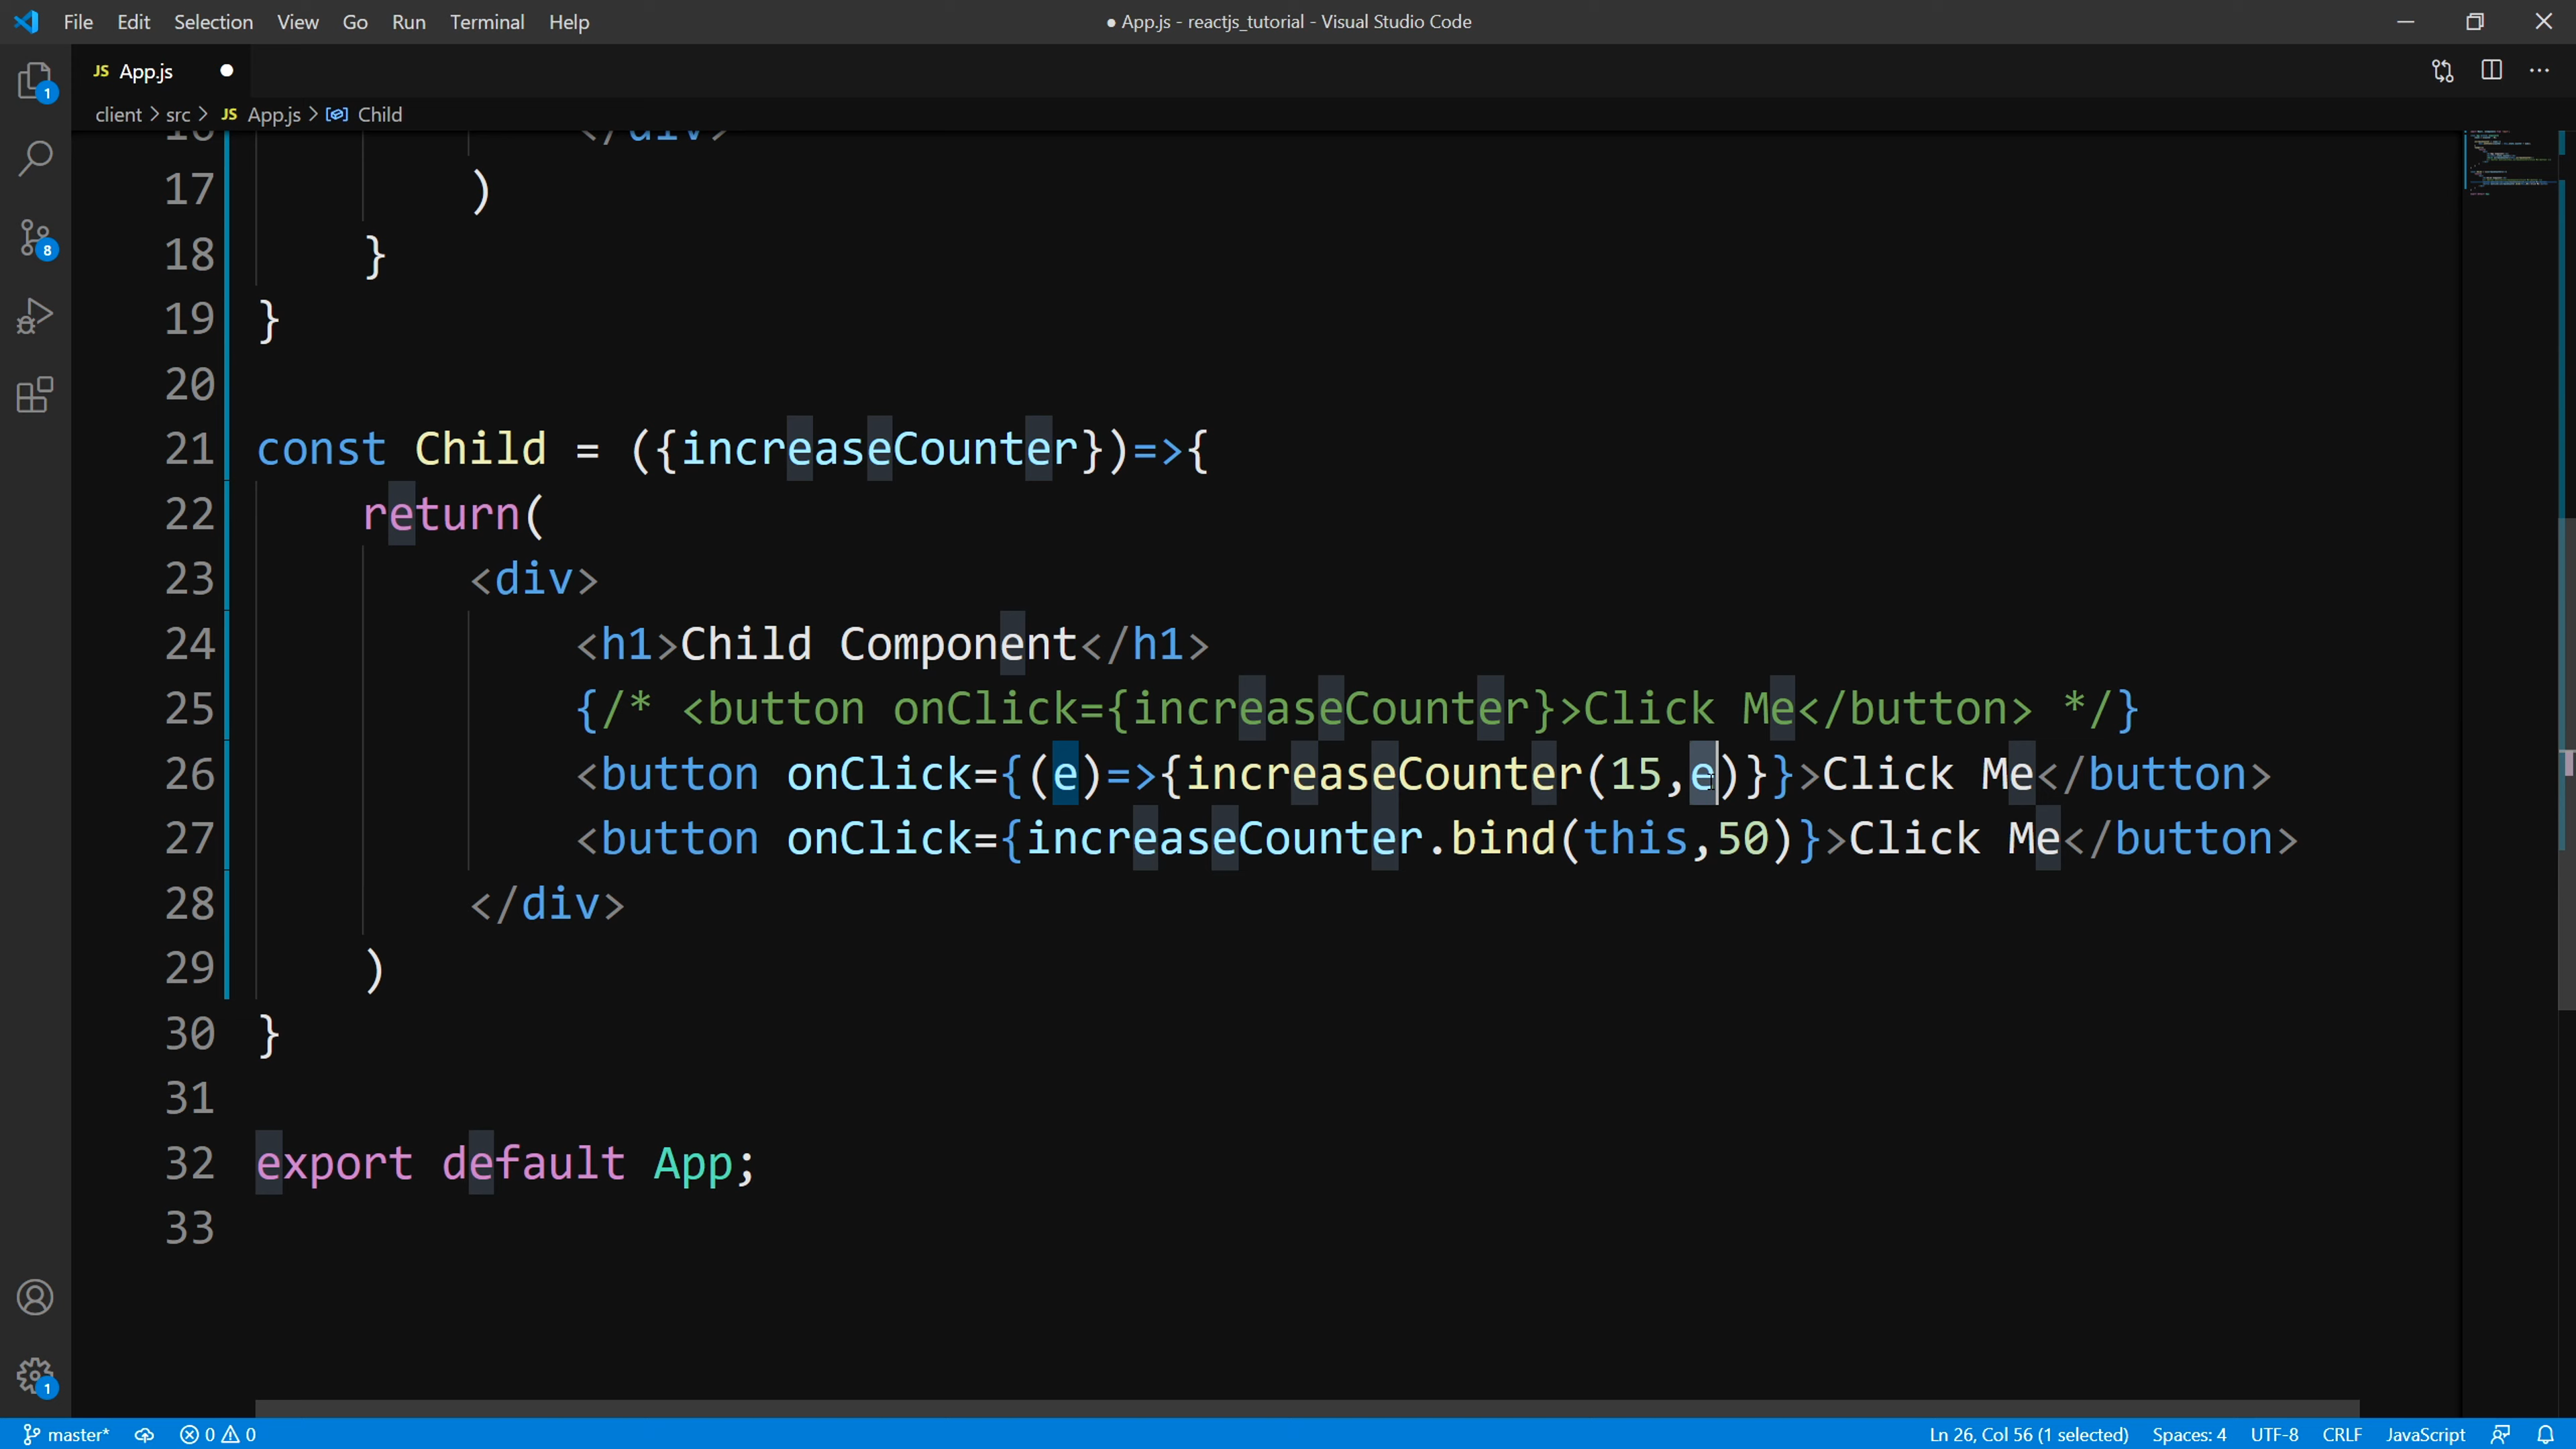 File Edit Selection View Go Run Terminal Help
● App.js - reactjs_tutorial - Visual Studio Code
JS App.js
client > src > JS App.js > Child
1
8
17 )
18 }
19 }
20
21 const Child = ({increaseCounter})=>{
22 return(
23 <div>
24 <h1>Child Component</h1>
25 {/* <button onClick={increaseCounter}>Click Me</button> */}
26 <button onClick={(e)=>{increaseCounter(15,e)}}>Click Me</button>
27 <button onClick={increaseCounter.bind(this,50)}>Click Me</button>
28 </div>
29 )
30 }
31
32 export default App;
33
1
master* 0 0 Ln 26, Col 56 (1 selected) Spaces: 4 UTF-8 CRLF JavaScript